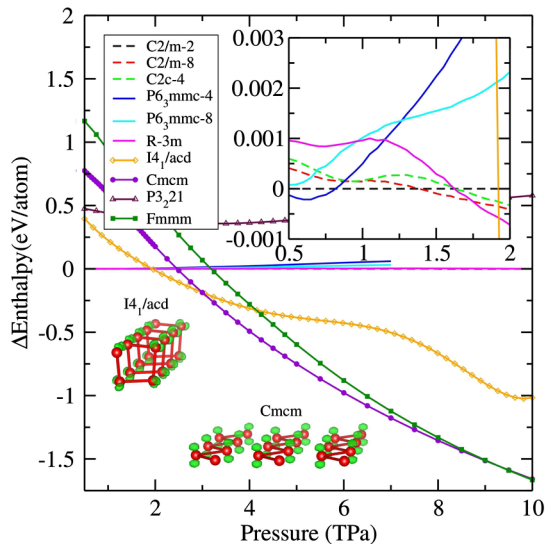 2
1.5
1
0.5
0
-0.5
-1
-1.5
ΔEnthalpy(eV/atom)
C2/m-2
C2/m-8
C2c-4
P6₃mmc-4
P6₃mmc-8
R-3m
I4₁/acd
Cmcm
P3₂21
Fmmm
0.003
0.002
0.001
0
-0.001
0.5
1
1.5
2
I4₁/acd
Cmcm
2
4
6
8
10
Pressure (TPa)